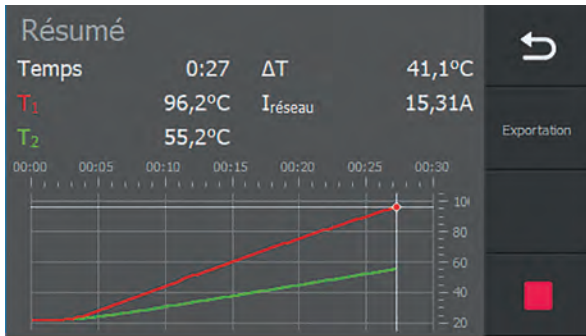 Résumé
Temps 0:27 ΔT 41,1°C
T1 96,2°C Iréseau 15,31A
T2 55,2°C
Exportation
00:00 00:05 00:10 00:15 00:20 00:25 00:30
80
60
40
20